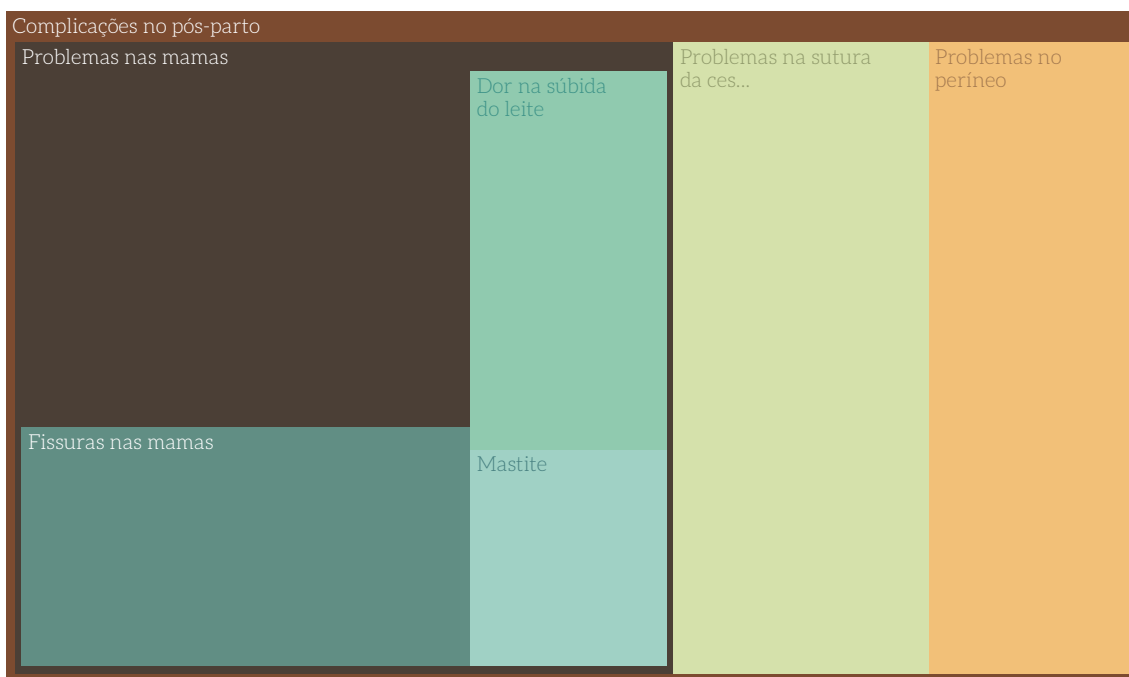 Complicações no pós-parto
Problemas nas mamas
Dor na súbida
do leite
Fissuras nas mamas
Mastite
Problemas na sutura
da ces...
Problemas no
períneo